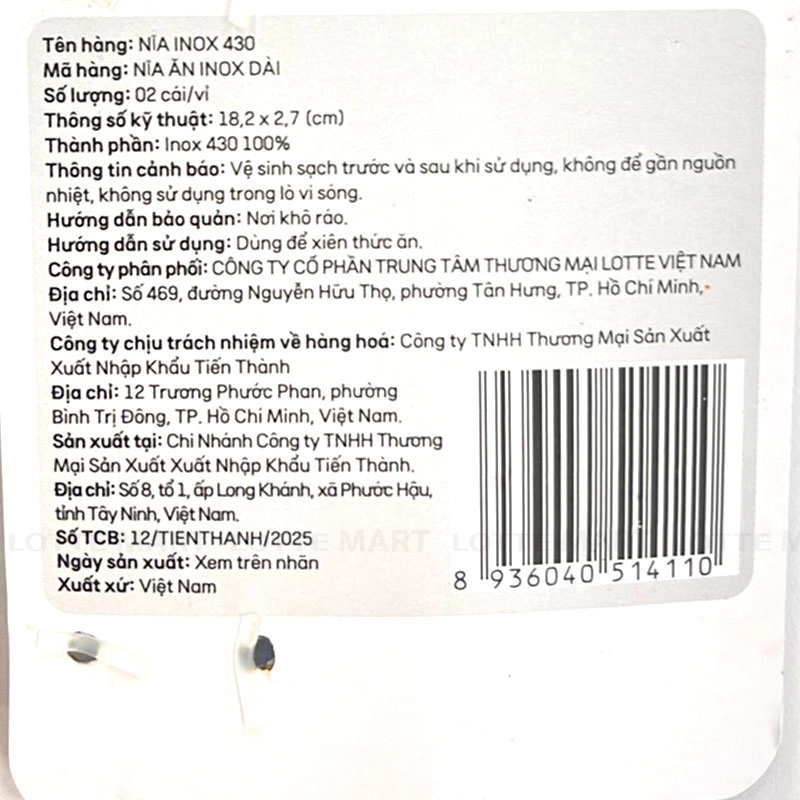 Tên hàng: NĨA INOX 430
Mã hàng: NĨA ĂN INOX DÀI
Số lượng: 02 cái/vỉ
Thông số kỹ thuật: 18,2 x 2,7 (cm)
Thành phần: Inox 430 100%
Thông tin cảnh báo: Vệ sinh sạch trước và sau khi sử dụng, không để gần nguồn
nhiệt, không sử dụng trong lò vi sóng.
Hướng dẫn bảo quản: Nơi khô ráo.
Hướng dẫn sử dụng: Dùng để xiên thức ăn.
Công ty phân phối: CÔNG TY CỔ PHẦN TRUNG TÂM THƯƠNG MẠI LOTTE VIỆT NAM
Địa chỉ: Số 469, đường Nguyễn Hữu Thọ, phường Tân Hưng, TP. Hồ Chí Minh,
Việt Nam.
Công ty chịu trách nhiệm về hàng hoá: Công ty TNHH Thương Mại Sản Xuất
Xuất Nhập Khẩu Tiến Thành
Địa chỉ: 12 Trương Phước Phan, phường
Bình Trị Đông, TP. Hồ Chí Minh, Việt Nam.
Sản xuất tại: Chi Nhánh Công ty TNHH Thương
Mại Sản Xuất Xuất Nhập Khẩu Tiến Thành.
Địa chỉ: Số 8, tổ 1, ấp Long Khánh, xã Phước Hậu,
tỉnh Tây Ninh, Việt Nam.
Số TCB: 12/TIENTHANH/2025
Ngày sản xuất: Xem trên nhãn
Xuất xứ: Việt Nam
8 936040 514110
LOTTE MART LOTTE MART LOTTE MART